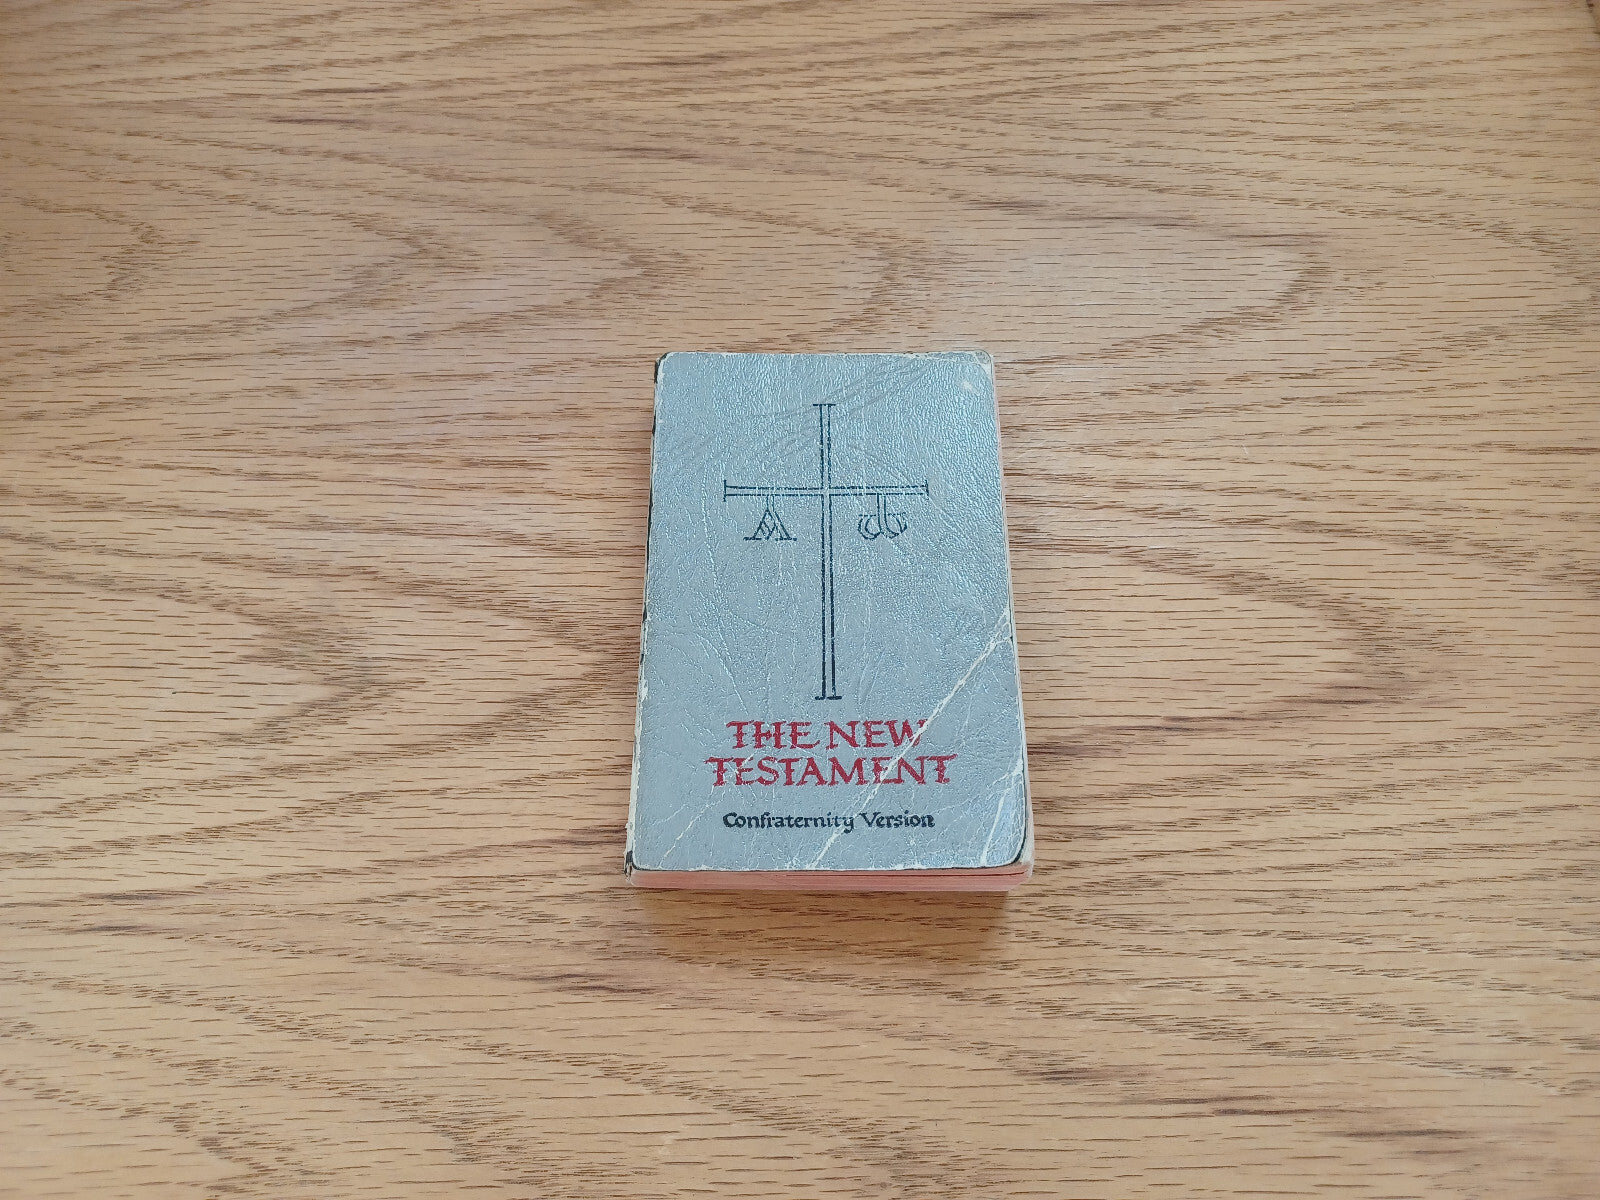 Α ω
THE NEW
TESTAMENT
Confraternity Version